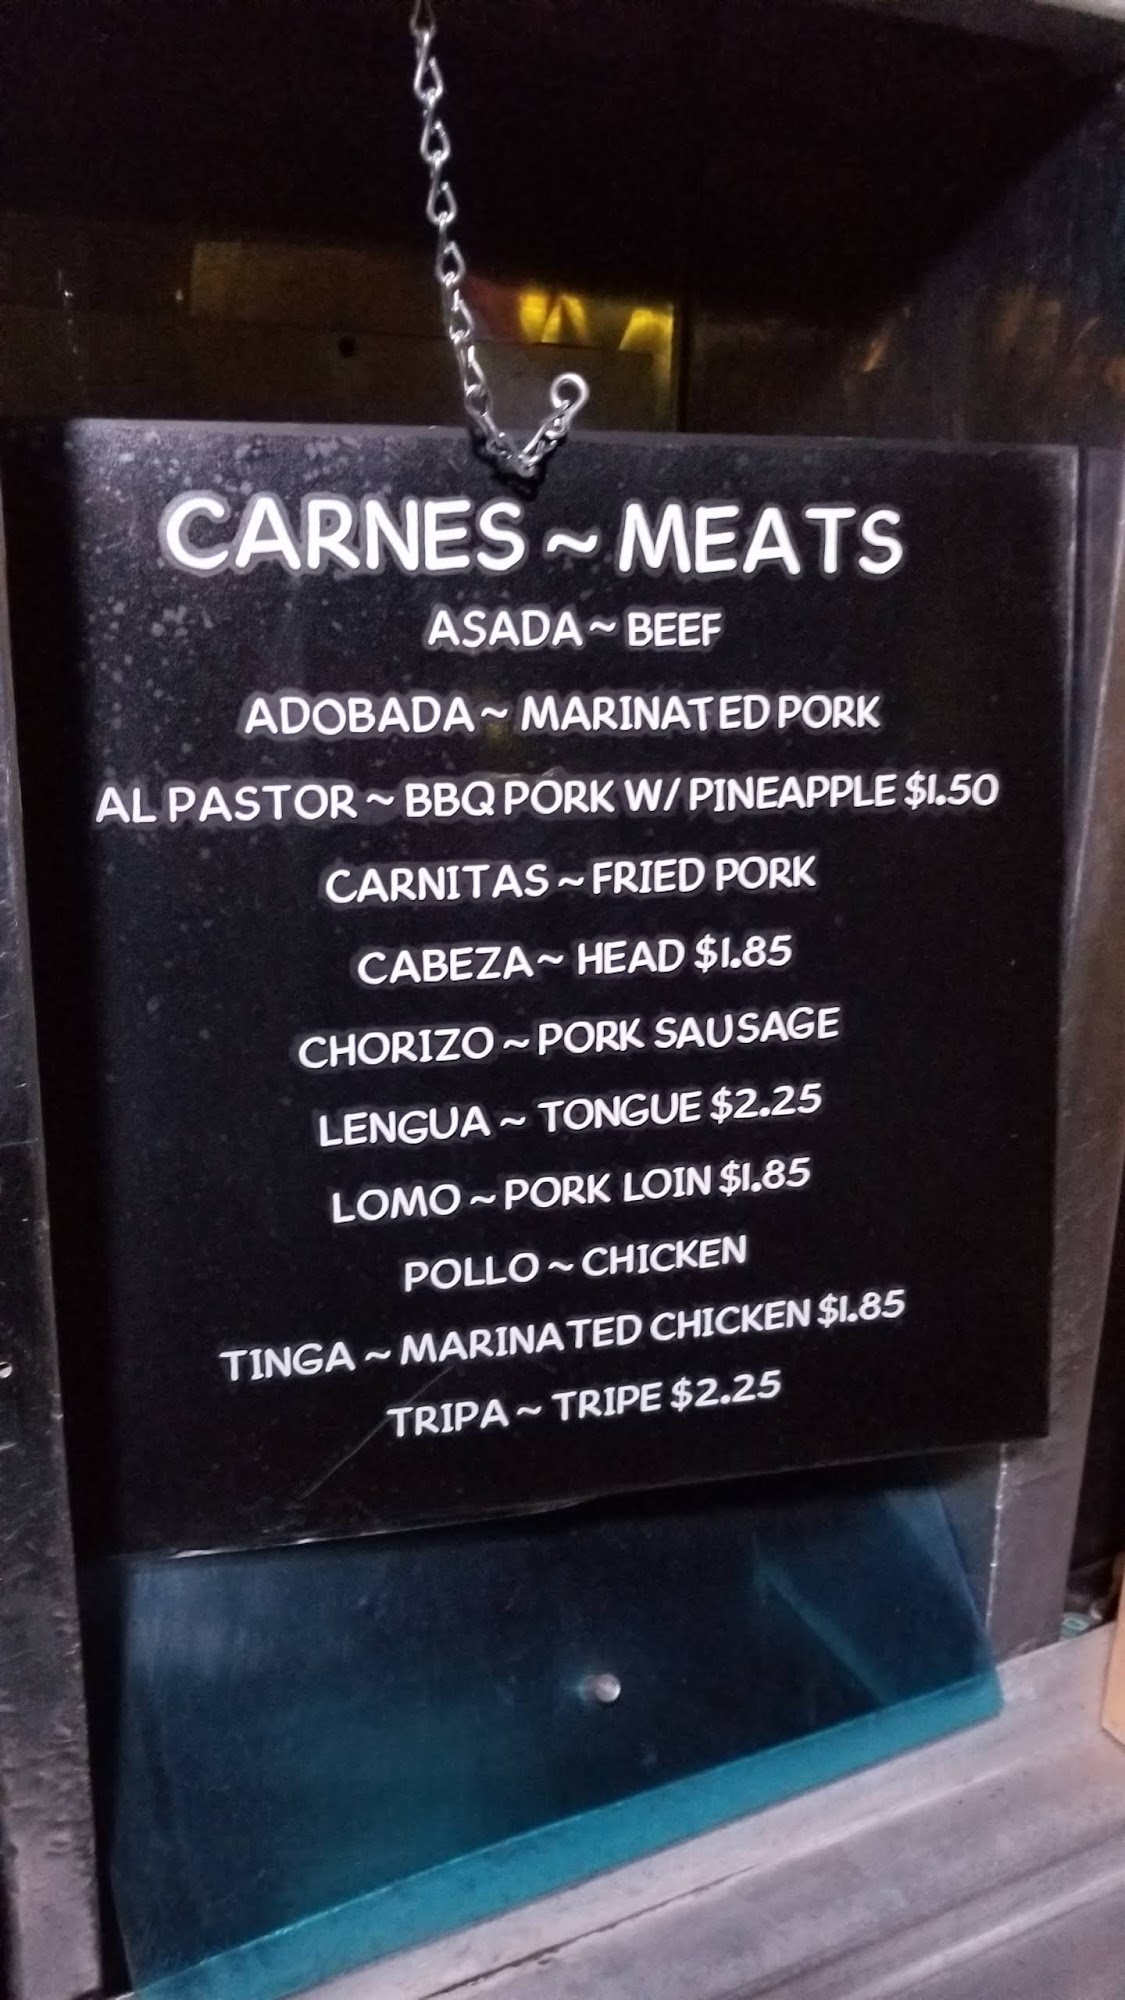 CARNES ~ MEATS
ASADA ~ BEEF
ADOBADA ~ MARINATED PORK
AL PASTOR ~ BBQ PORK W/ PINEAPPLE $1.50
CARNITAS ~ FRIED PORK
CABEZA ~ HEAD $1.85
CHORIZO ~ PORK SAUSAGE
LENGUA ~ TONGUE $2.25
LOMO ~ PORK LOIN $1.85
POLLO ~ CHICKEN
TINGA ~ MARINATED CHICKEN $1.85
TRIPA ~ TRIPE $2.25